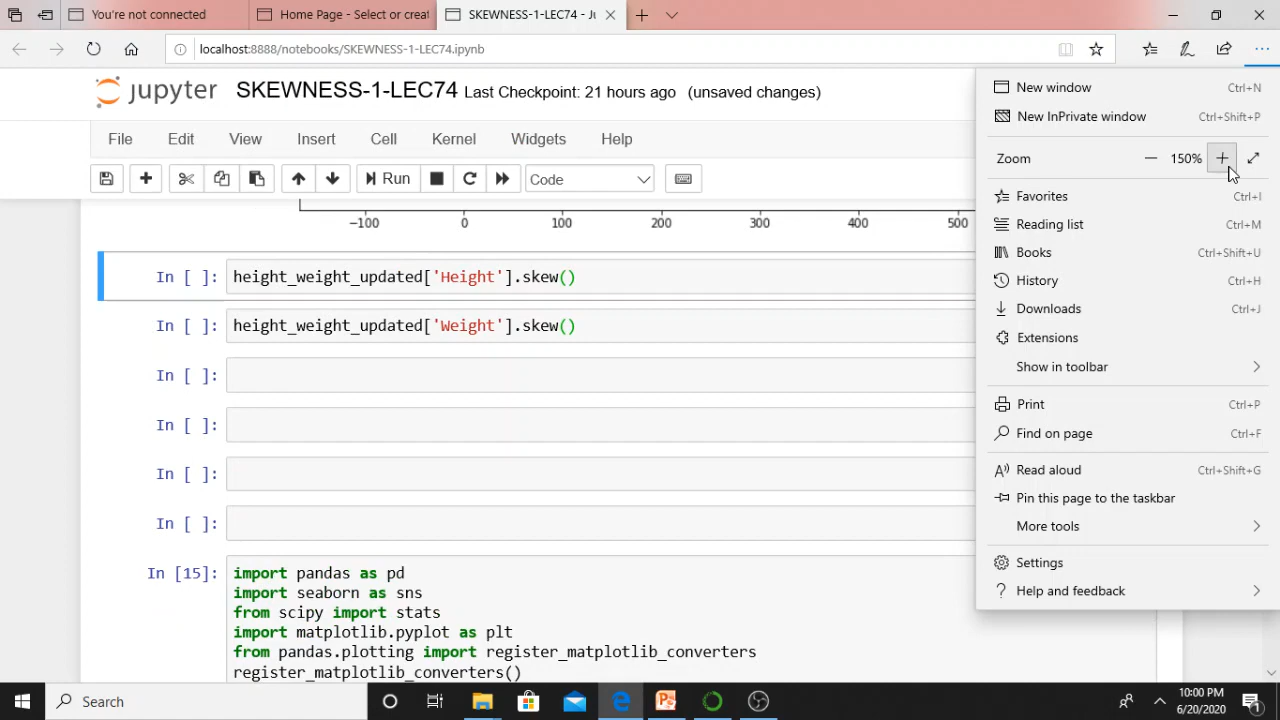 You're not connected
Home Page - Select or creat
SKEWNESS-1-LEC74 - Ju
localhost:8888/notebooks/SKEWNESS-1-LEC74.ipynb
jupyter SKEWNESS-1-LEC74 Last Checkpoint: 21 hours ago (unsaved changes)
File Edit View Insert Cell Kernel Widgets Help
Run Code
−100 0 100 200 300 400 500
In [ ]: height_weight_updated['Height'].skew()
In [ ]: height_weight_updated['Weight'].skew()
In [ ]:
In [ ]:
In [ ]:
In [ ]:
In [15]: import pandas as pd
import seaborn as sns
from scipy import stats
import matplotlib.pyplot as plt
from pandas.plotting import register_matplotlib_converters
register_matplotlib_converters()
New window Ctrl+N
New InPrivate window Ctrl+Shift+P
Zoom − 150% +
Favorites Ctrl+I
Reading list Ctrl+M
Books Ctrl+Shift+U
History Ctrl+H
Downloads Ctrl+J
Extensions
Show in toolbar
Print Ctrl+P
Find on page Ctrl+F
Read aloud Ctrl+Shift+G
Pin this page to the taskbar
More tools
Settings
Help and feedback
Search
10:00 PM
6/20/2020
1